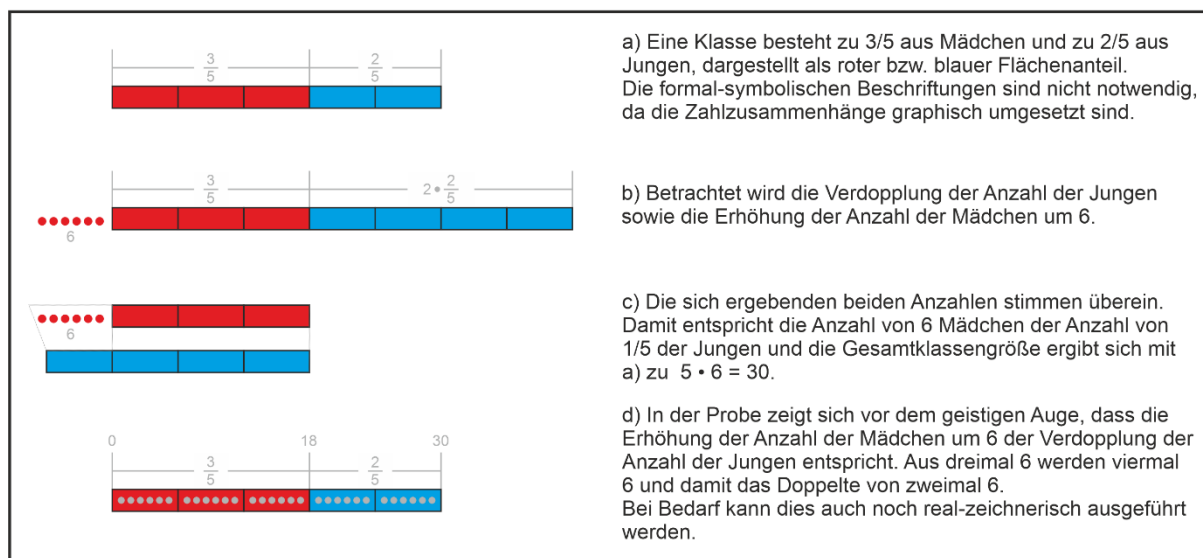 3/5 2/5
a) Eine Klasse besteht zu 3/5 aus Mädchen und zu 2/5 aus
Jungen, dargestellt als roter bzw. blauer Flächenanteil.
Die formal-symbolischen Beschriftungen sind nicht notwendig,
da die Zahlzusammenhänge graphisch umgesetzt sind.
3/5 2 • 2/5
6
b) Betrachtet wird die Verdopplung der Anzahl der Jungen
sowie die Erhöhung der Anzahl der Mädchen um 6.
6
c) Die sich ergebenden beiden Anzahlen stimmen überein.
Damit entspricht die Anzahl von 6 Mädchen der Anzahl von
1/5 der Jungen und die Gesamtklassengröße ergibt sich mit
a) zu 5 • 6 = 30.
0 18 30
3/5 2/5
d) In der Probe zeigt sich vor dem geistigen Auge, dass die
Erhöhung der Anzahl der Mädchen um 6 der Verdopplung der
Anzahl der Jungen entspricht. Aus dreimal 6 werden viermal
6 und damit das Doppelte von zweimal 6.
Bei Bedarf kann dies auch noch real-zeichnerisch ausgeführt
werden.